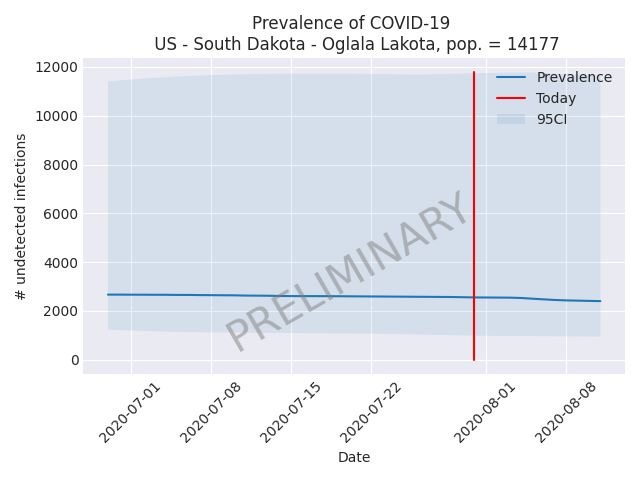 Prevalence of COVID-19
US - South Dakota - Oglala Lakota, pop. = 14177
12000
10000
8000
6000
4000
2000
0
# undetected infections
Prevalence
Today
95CI
PRELIMINARY
2020-07-01
2020-07-08
2020-07-15
2020-07-22
2020-08-01
2020-08-08
Date